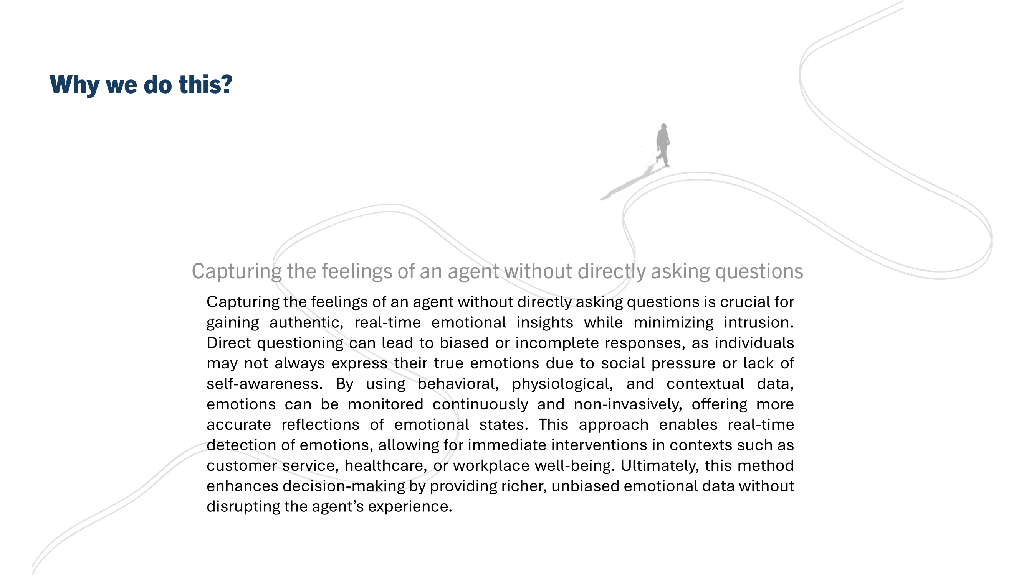 Why we do this?
Capturing the feelings of an agent without directly asking questions
Capturing the feelings of an agent without directly asking questions is crucial for
gaining authentic, real-time emotional insights while minimizing intrusion.
Direct questioning can lead to biased or incomplete responses, as individuals
may not always express their true emotions due to social pressure or lack of
self-awareness. By using behavioral, physiological, and contextual data,
emotions can be monitored continuously and non-invasively, offering more
accurate reflections of emotional states. This approach enables real-time
detection of emotions, allowing for immediate interventions in contexts such as
customer service, healthcare, or workplace well-being. Ultimately, this method
enhances decision-making by providing richer, unbiased emotional data without
disrupting the agent’s experience.